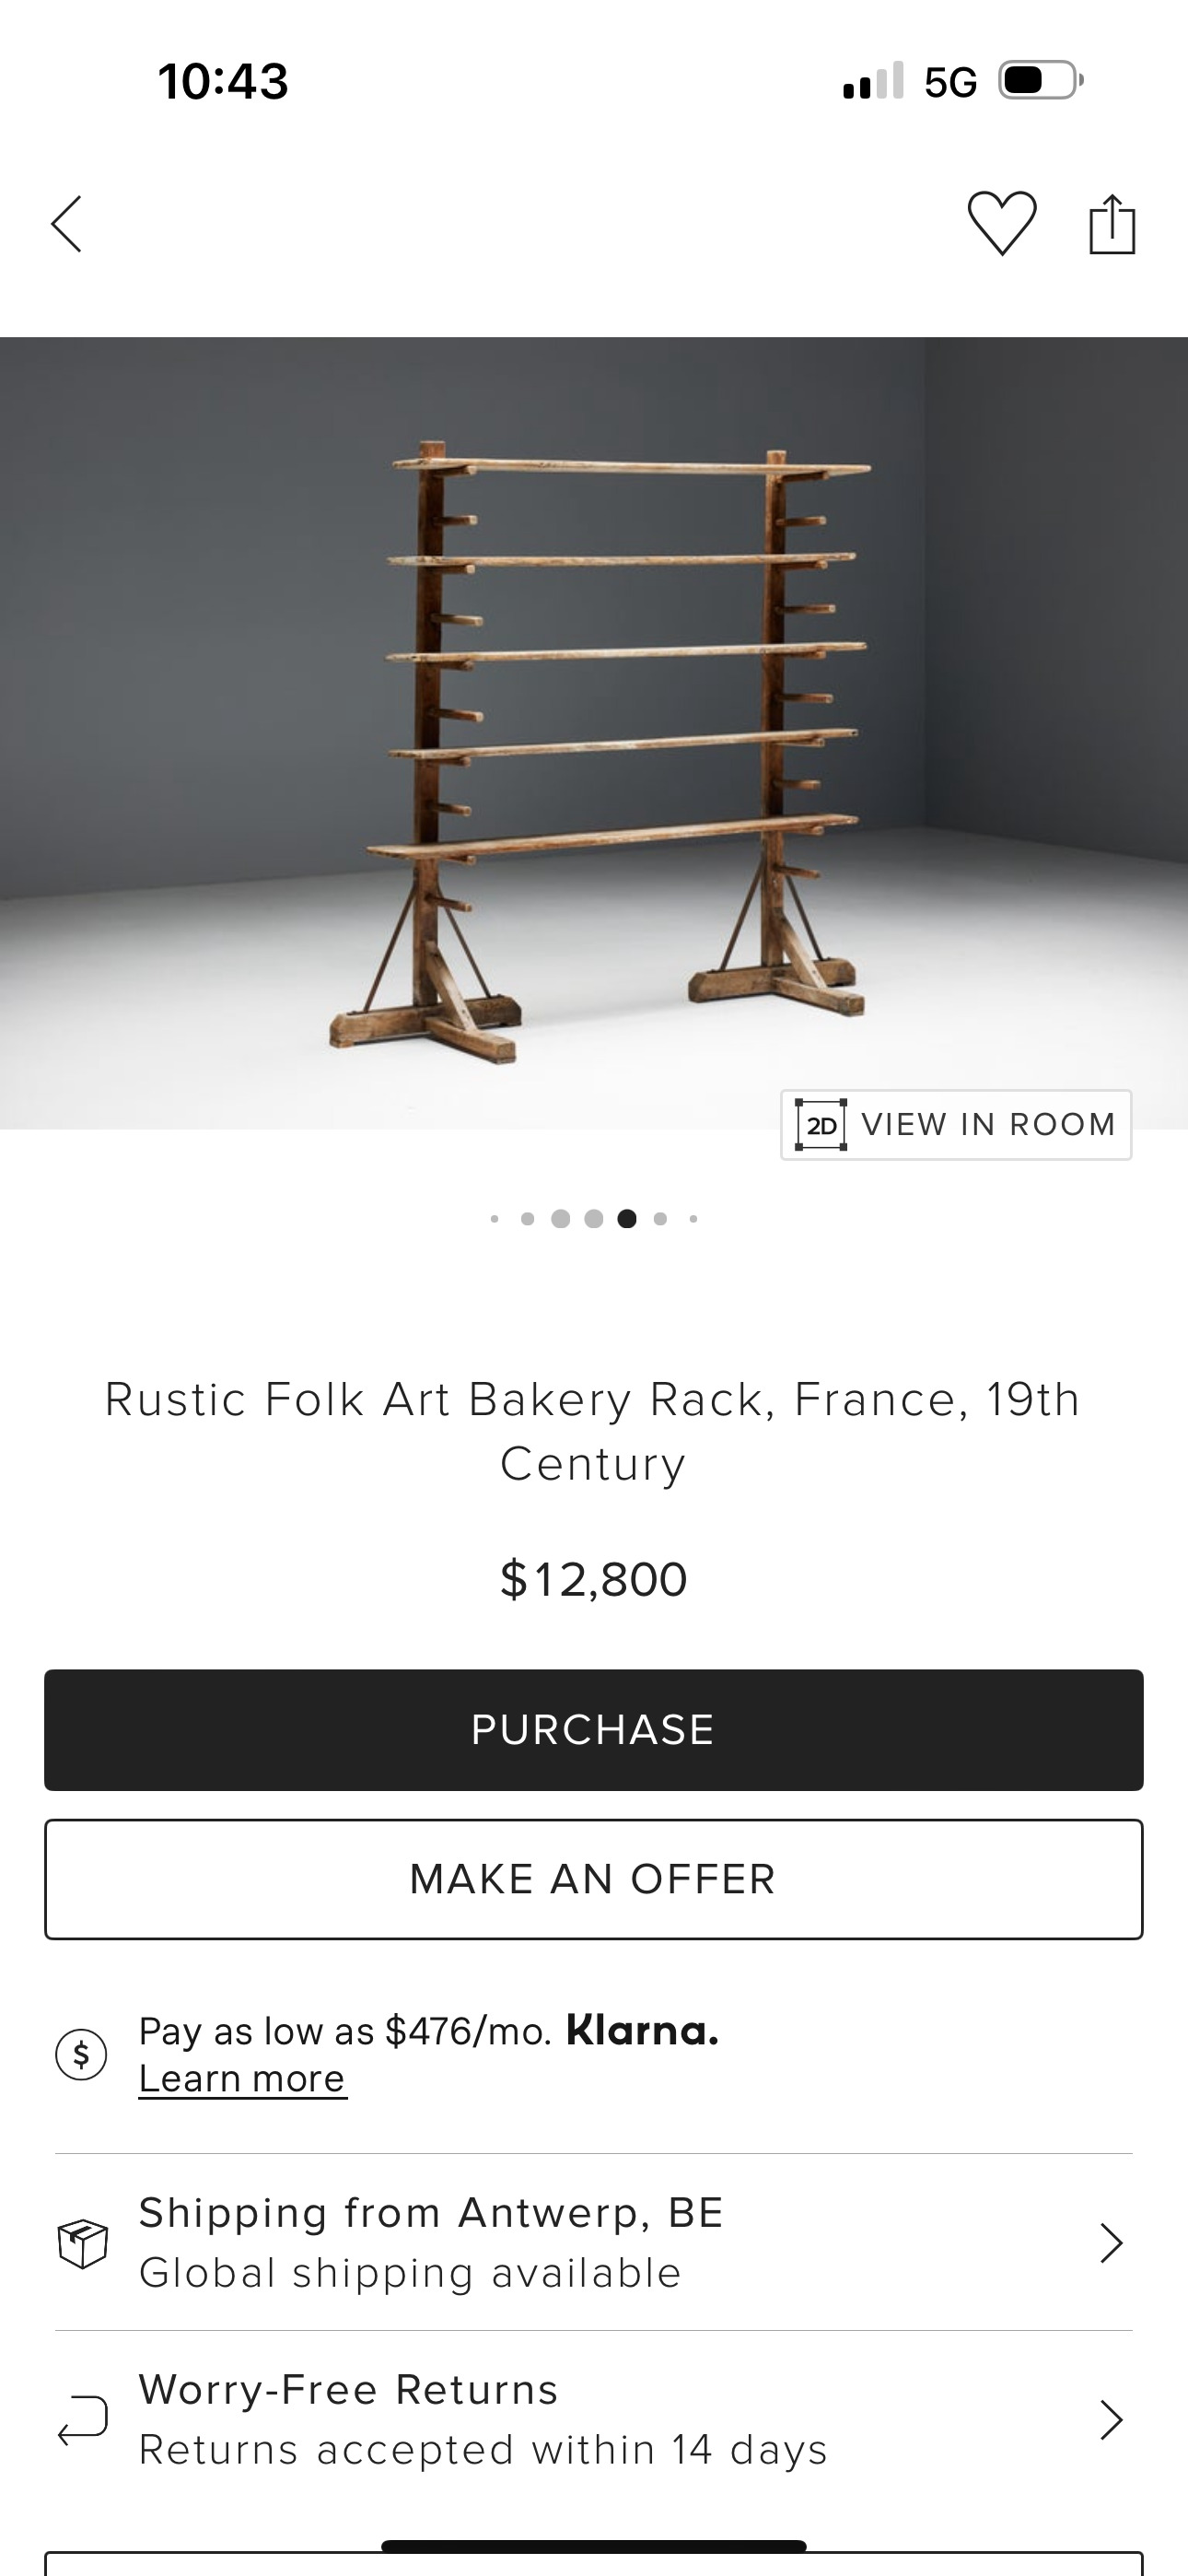 10:43
5G
2D VIEW IN ROOM
Rustic Folk Art Bakery Rack, France, 19th
Century
$12,800
PURCHASE
MAKE AN OFFER
$
Pay as low as $476/mo. Klarna.
Learn more
Shipping from Antwerp, BE
Global shipping available
Worry-Free Returns
Returns accepted within 14 days